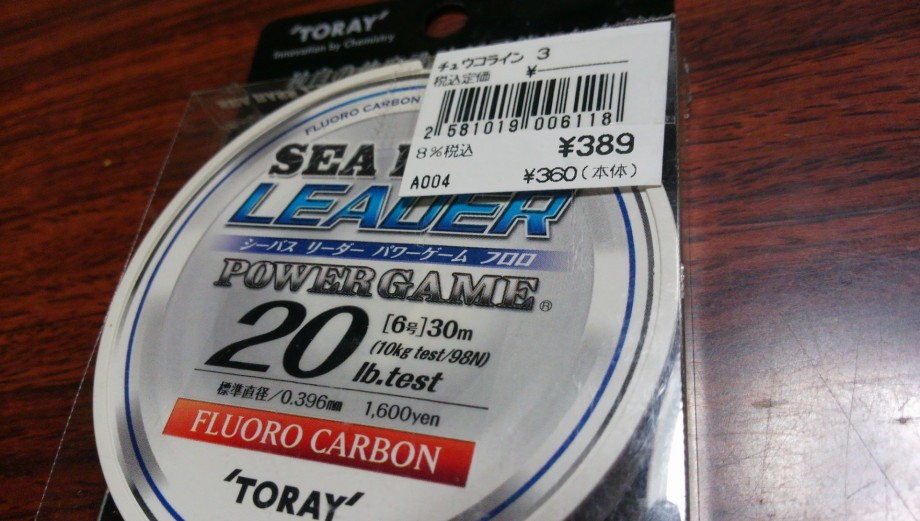 'TORAY'
Innovation by Chemistry
チュウコライン 3
税込定価 ¥-
2 581019 006118
8%税込 ¥389
A004 ¥360(本体)
FLUORO CARBON
SEA
LEADER
シーバス リーダー パワーゲーム フロロ
POWER GAME®
20 lb.test
[6号]30m
(10kg test/98N)
標準直径/0.396mm 1,600yen
FLUORO CARBON
'TORAY'